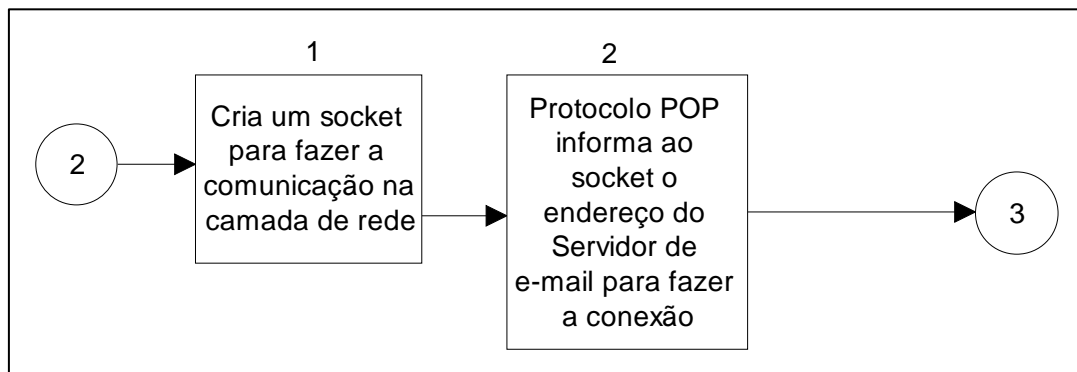 1
2
2
Cria um socket
para fazer a
comunicação na
camada de rede
Protocolo POP
informa ao
socket o
endereço do
Servidor de
e-mail para fazer
a conexão
3